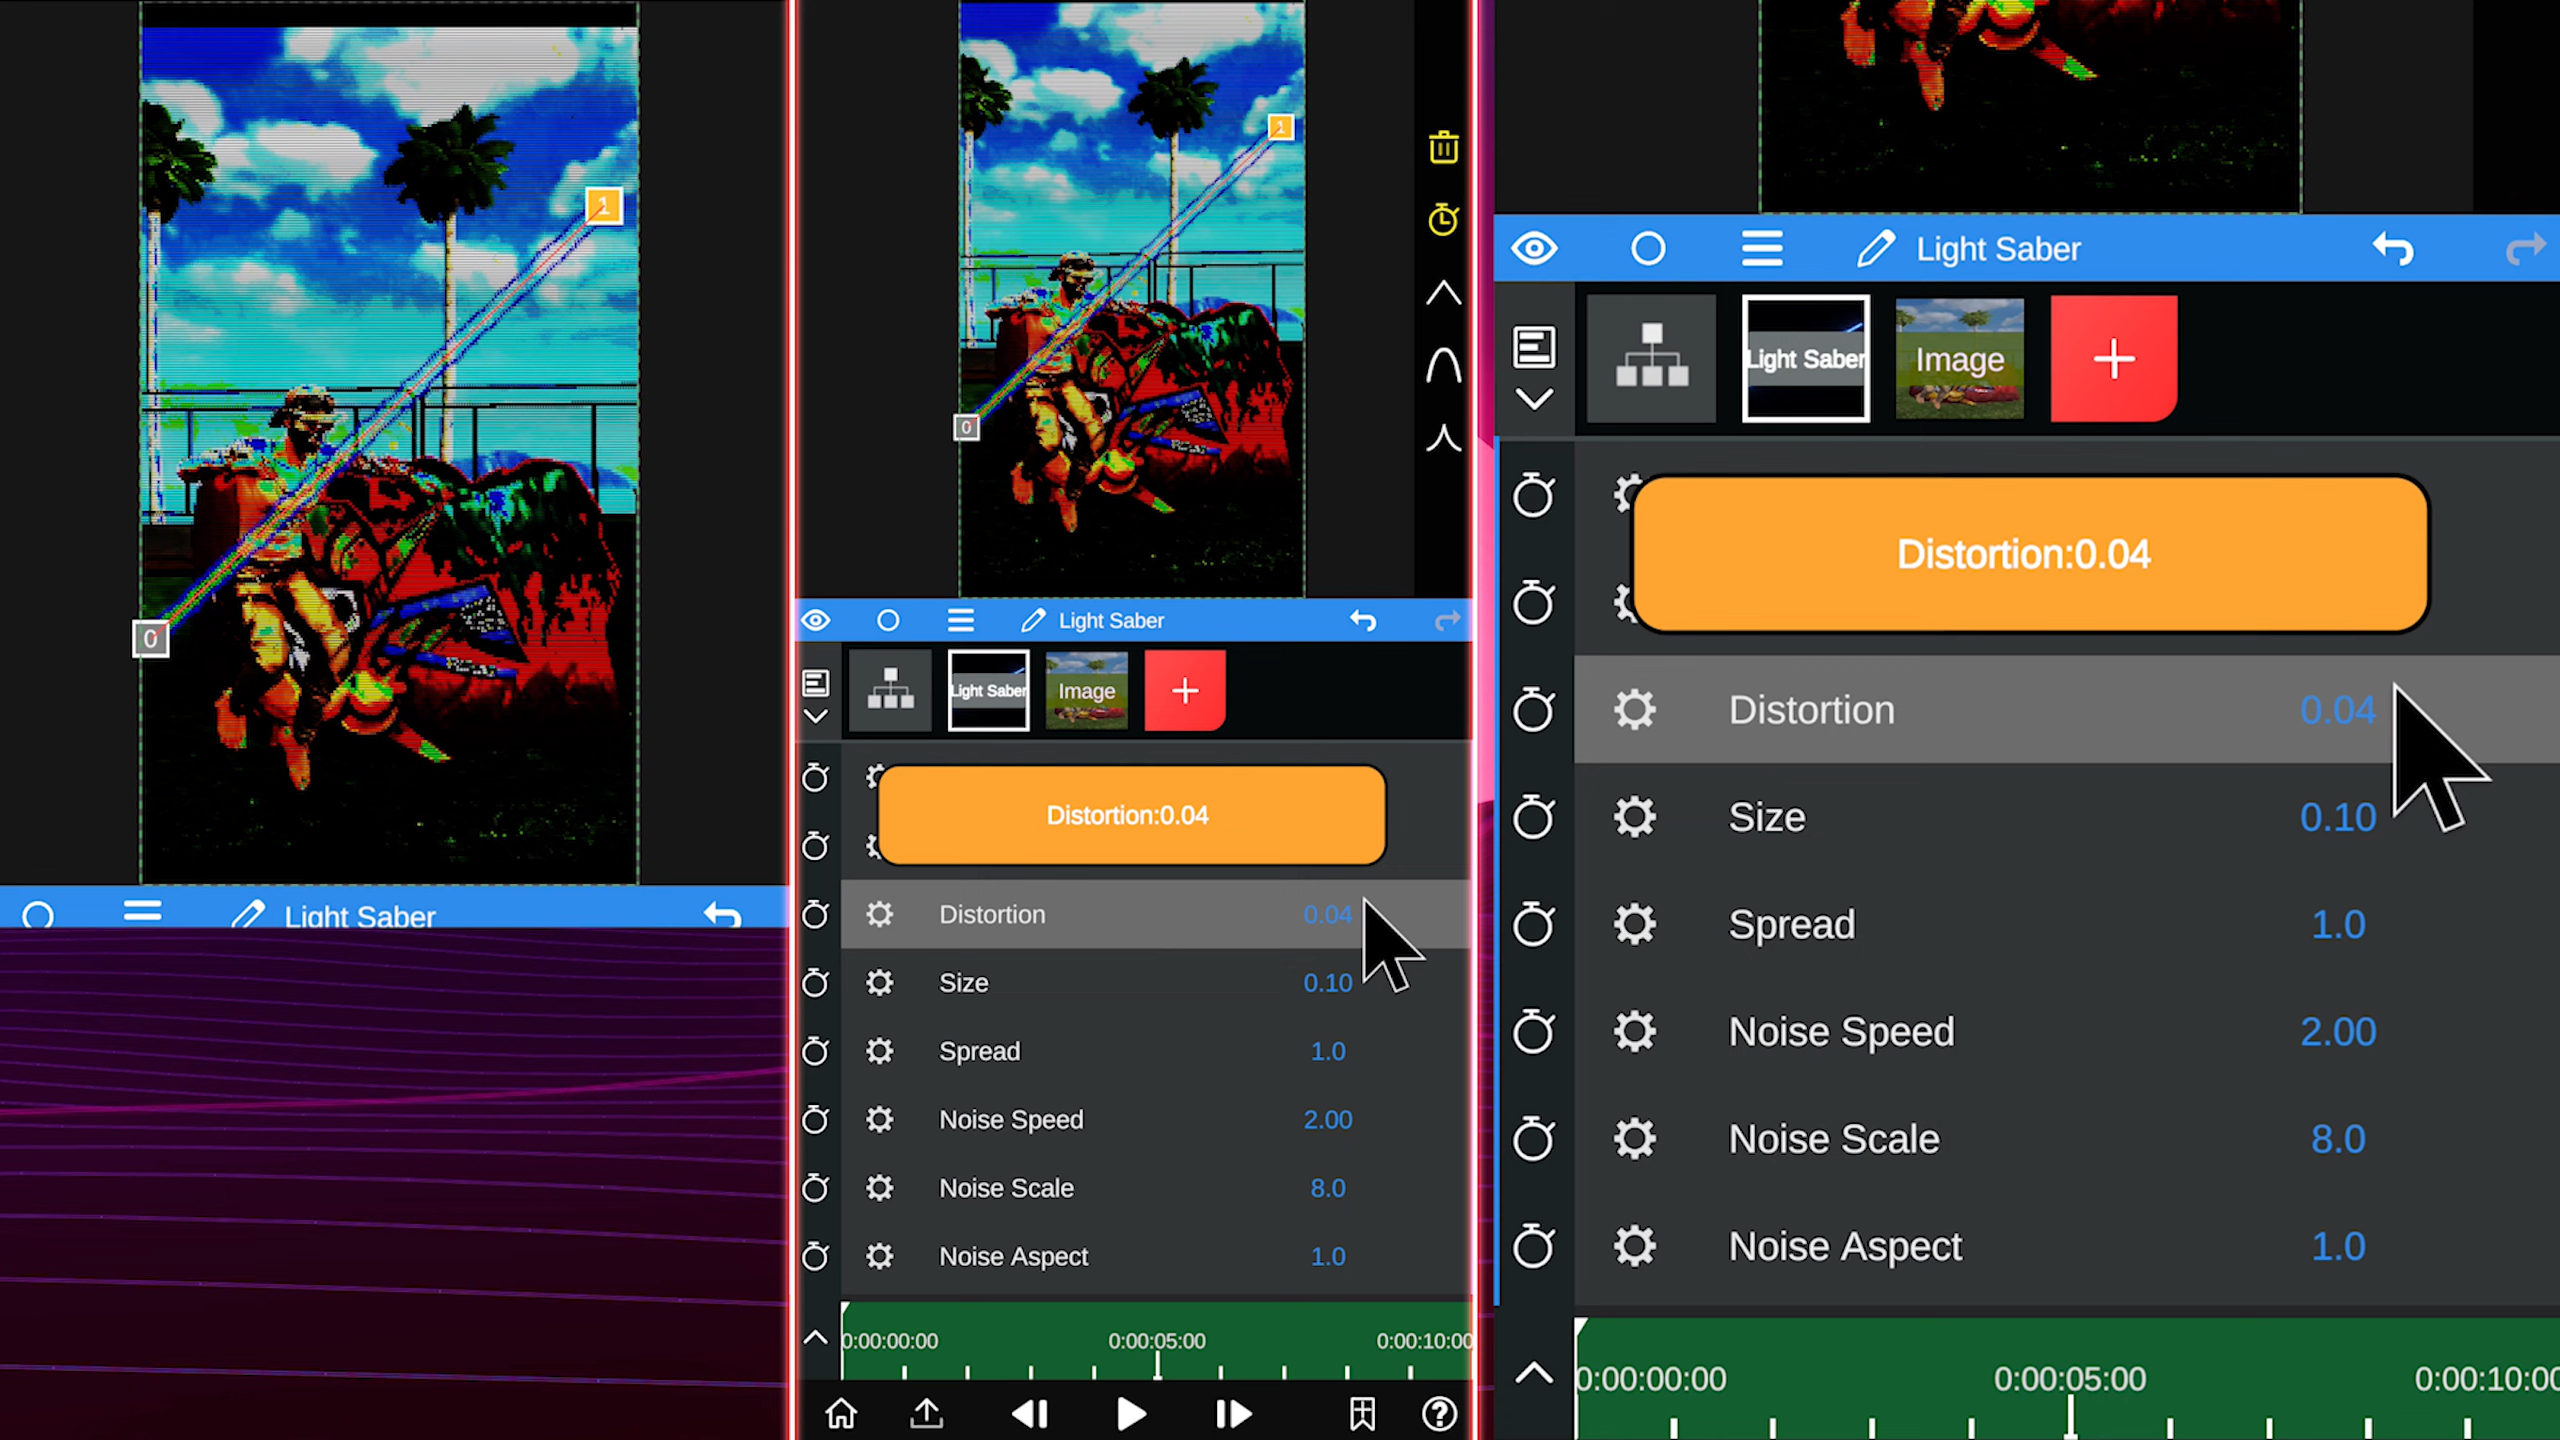 1
0
Light Saber
1
0
Light Saber
Light Saber
Image
Distortion:0.04
Distortion 0.04
Size 0.10
Spread 1.0
Noise Speed 2.00
Noise Scale 8.0
Noise Aspect 1.0
0:00:00:00 0:00:05:00 0:00:10:00
Light Saber
Light Saber
Image
Distortion:0.04
Distortion 0.04
Size 0.10
Spread 1.0
Noise Speed 2.00
Noise Scale 8.0
Noise Aspect 1.0
0:00:00:00 0:00:05:00 0:00:10:00